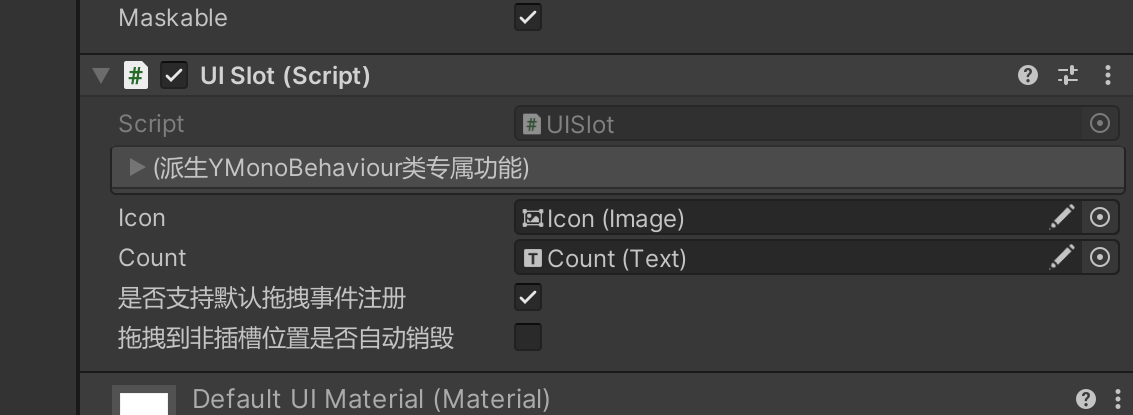 Maskable
UI Slot (Script)
Script UISlot
(派生YMonoBehaviour类专属功能)
Icon Icon (Image)
Count Count (Text)
是否支持默认拖拽事件注册
拖拽到非插槽位置是否自动销毁
Default UI Material (Material)